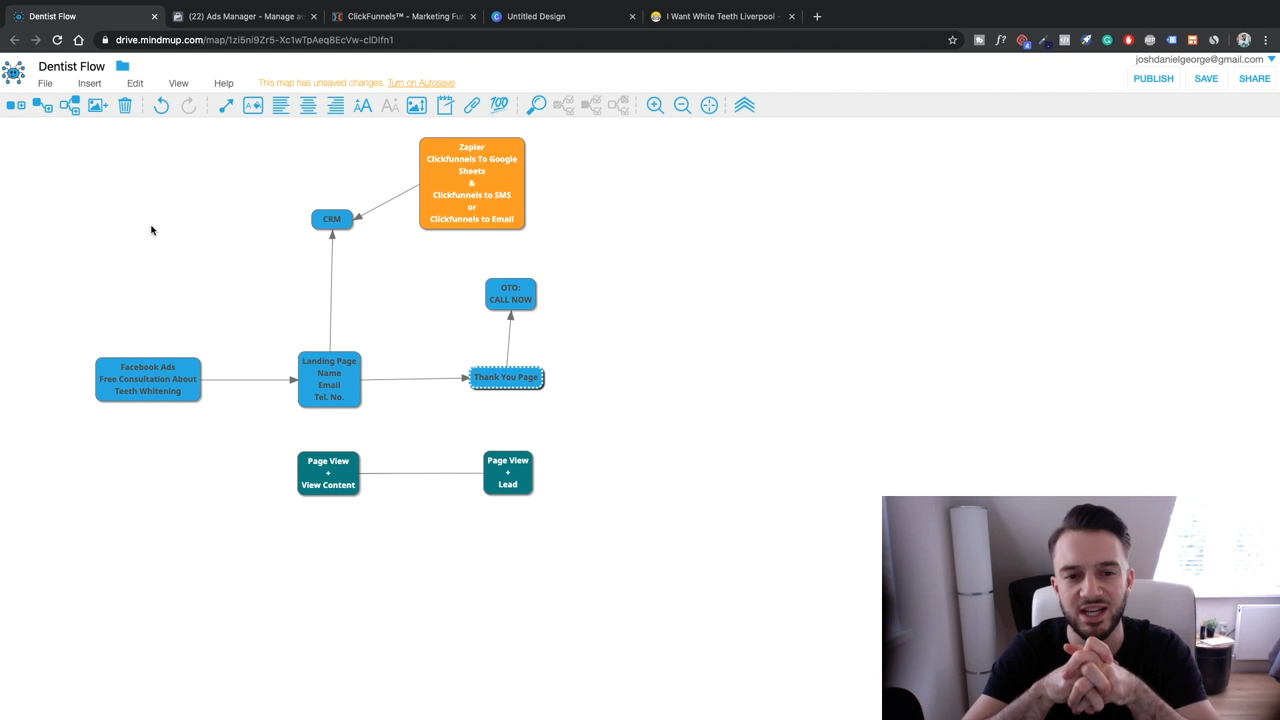 Dentist Flow
(22) Ads Manager - Manage ad
ClickFunnels™ - Marketing Fun
Untitled Design
I Want White Teeth Liverpool -
drive.mindmup.com/map/1zi5ni9Zr5-Xc1wTpAeq8EcVw-cIDIfn1
Dentist Flow
joshdanielgeorge@gmail.com
File
Insert
Edit
View
Help
This map has unsaved changes. Turn on Autosave
PUBLISH
SAVE
SHARE
Zapier
Clickfunnels To Google
Sheets
&
Clickfunnels to SMS
or
Clickfunnels to Email
CRM
OTO:
CALL NOW
Facebook Ads
Free Consultation About
Teeth Whitening
Landing Page
Name
Email
Tel. No.
Thank You Page
Page View
+
View Content
Page View
+
Lead